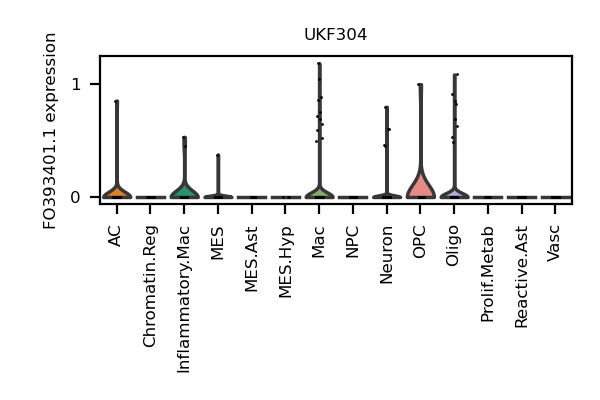 UKF304
FO393401.1 expression
1
0
AC
Chromatin.Reg
Inflammatory.Mac
MES
MES.Ast
MES.Hyp
Mac
NPC
Neuron
OPC
Oligo
Prolif.Metab
Reactive.Ast
Vasc